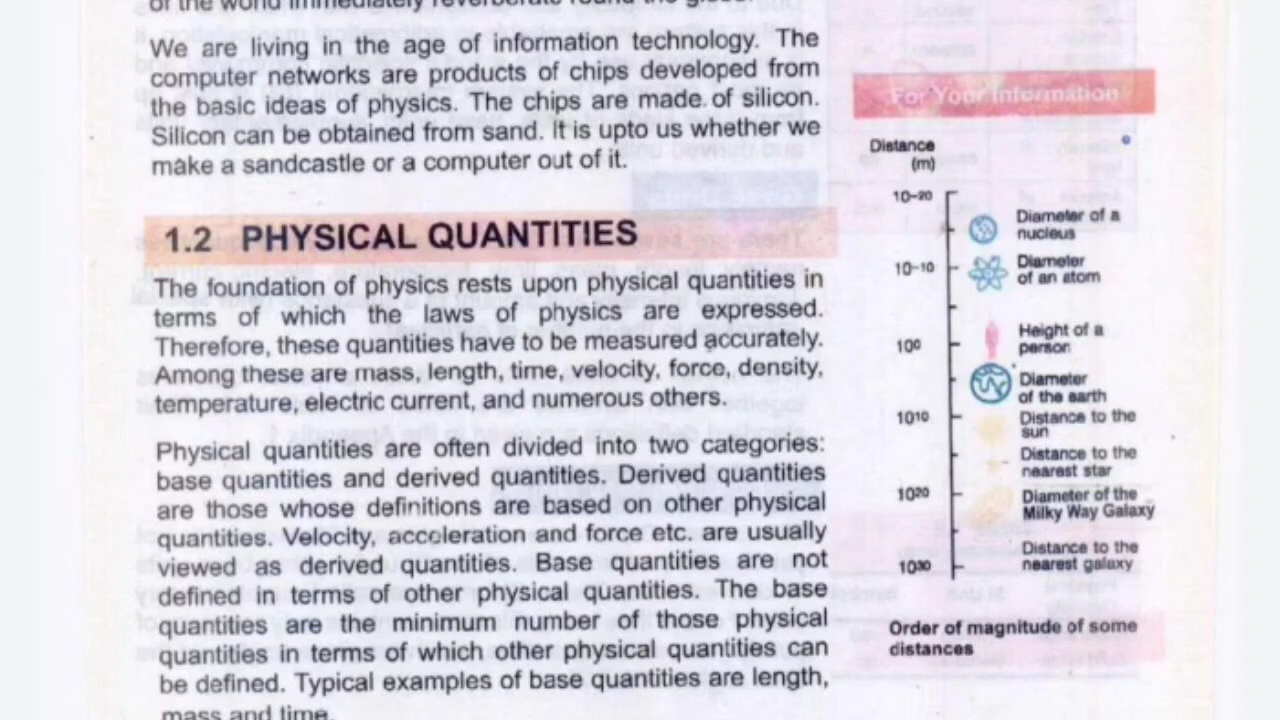 of the world immediately reverberate round the globe.
We are living in the age of information technology. The
computer networks are products of chips developed from
the basic ideas of physics. The chips are made of silicon.
Silicon can be obtained from sand. It is upto us whether we
make a sandcastle or a computer out of it.
1.2 PHYSICAL QUANTITIES
The foundation of physics rests upon physical quantities in
terms of which the laws of physics are expressed.
Therefore, these quantities have to be measured accurately.
Among these are mass, length, time, velocity, force, density,
temperature, electric current, and numerous others.
Physical quantities are often divided into two categories:
base quantities and derived quantities. Derived quantities
are those whose definitions are based on other physical
quantities. Velocity, acceleration and force etc. are usually
viewed as derived quantities. Base quantities are not
defined in terms of other physical quantities. The base
quantities are the minimum number of those physical
quantities in terms of which other physical quantities can
be defined. Typical examples of base quantities are length,
mass and time.
For Your Information
Distance
(m)
10-20
Diameter of a
nucleus
10-10
Diameter
of an atom
Height of a
person
10⁰
Diameter
of the earth
10¹⁰
Distance to the
sun
Distance to the
nearest star
10²⁰
Diameter of the
Milky Way Galaxy
Distance to the
nearest galaxy
10³⁰
Order of magnitude of some
distances